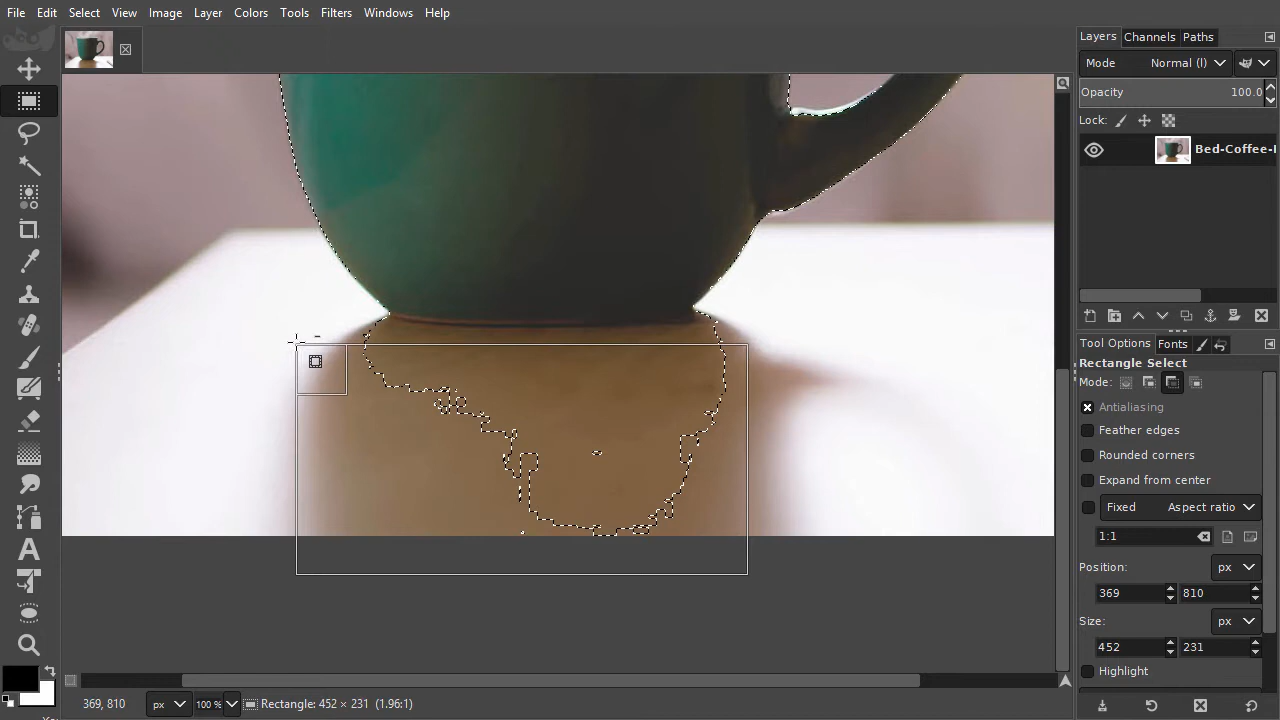 File Edit Select View Image Layer Colors Tools Filters Windows Help
Layers Channels Paths
Mode Normal (l)
Opacity 100.0
Lock:
Bed-Coffee-
Tool Options Fonts
Rectangle Select
Mode:
Antialiasing
Feather edges
Rounded corners
Expand from center
Fixed Aspect ratio
1:1
Position: px
369 810
Size: px
452 231
Highlight
369, 810 px 100 % Rectangle: 452 × 231 (1.96:1)